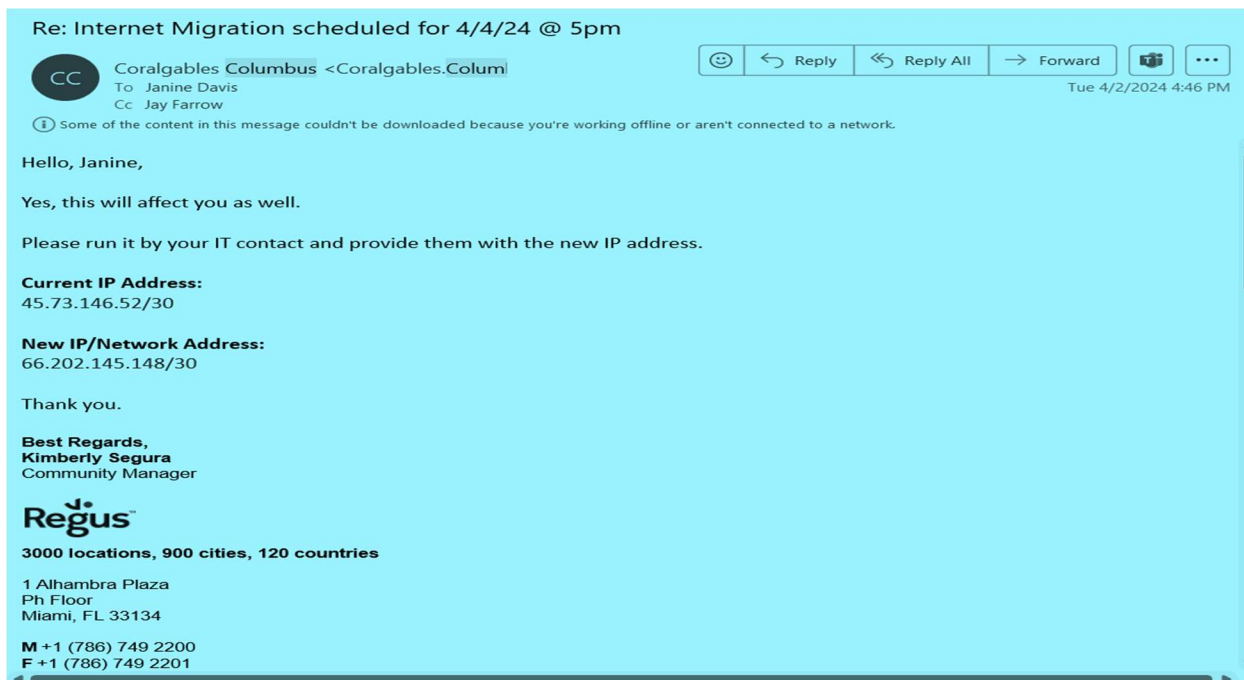 Re: Internet Migration scheduled for 4/4/24 @ 5pm
CC
Coralgables Columbus <Coralgables.Colum
Reply
Reply All
Forward
To Janine Davis
Tue 4/2/2024 4:46 PM
Cc Jay Farrow
Some of the content in this message couldn't be downloaded because you're working offline or aren't connected to a network.
Hello, Janine,
Yes, this will affect you as well.
Please run it by your IT contact and provide them with the new IP address.
Current IP Address:
45.73.146.52/30
New IP/Network Address:
66.202.145.148/30
Thank you.
Best Regards,
Kimberly Segura
Community Manager
Regus™
3000 locations, 900 cities, 120 countries
1 Alhambra Plaza
Ph Floor
Miami, FL 33134
M +1 (786) 749 2200
F +1 (786) 749 2201